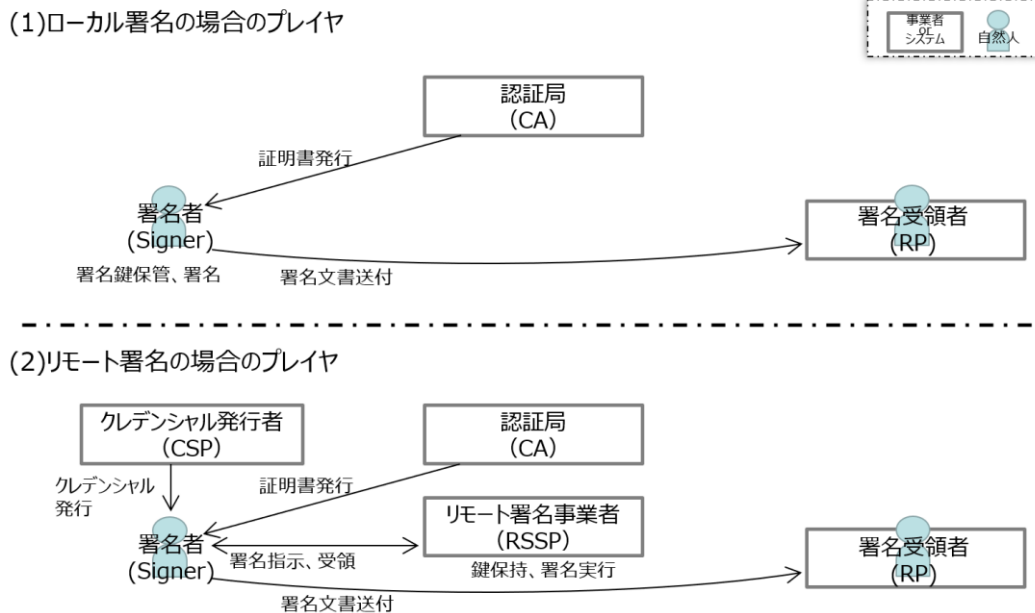 (1)ローカル署名の場合のプレイヤ
事業者
or
システム
自然人
認証局
(CA)
証明書発行
署名者
(Signer)
署名鍵保管、署名
署名文書送付
署名受領者
(RP)
(2)リモート署名の場合のプレイヤ
クレデンシャル発行者
(CSP)
認証局
(CA)
クレデンシャル
発行
証明書発行
リモート署名事業者
(RSSP)
署名者
(Signer)
署名指示、受領
鍵保持、署名実行
署名受領者
(RP)
署名文書送付